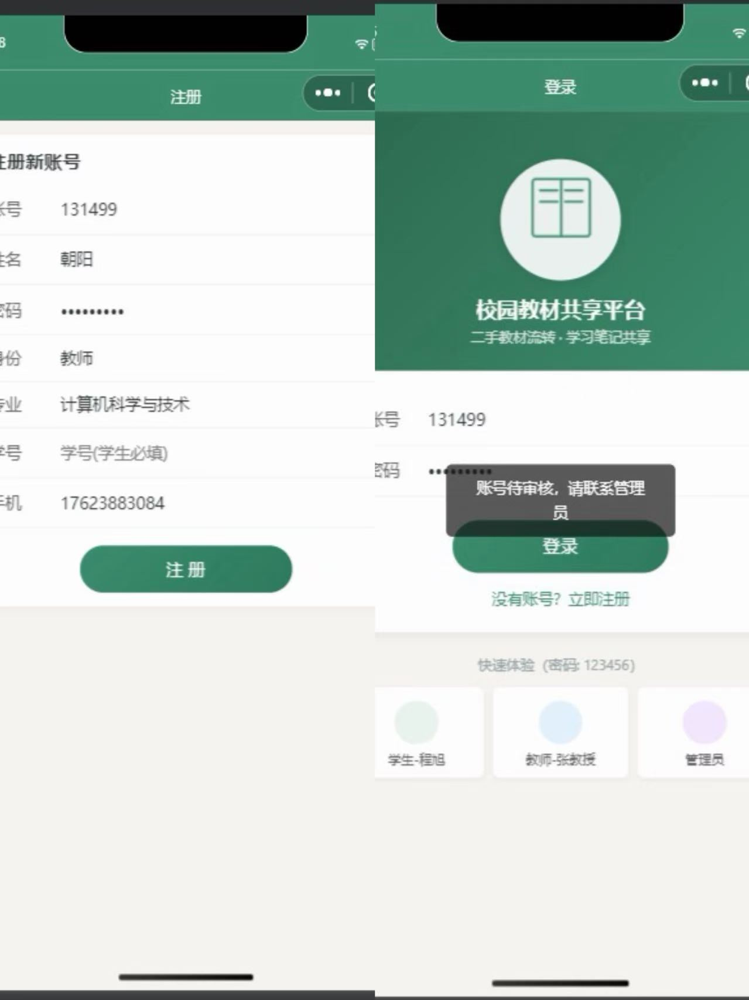 8
注册
注册新账号
账号 131499
姓名 朝阳
密码 •••••••••
身份 教师
专业 计算机科学与技术
学号 学号(学生必填)
手机 17623883084
注 册
登录
校园教材共享平台
二手教材流转·学习笔记共享
账号 131499
密码 •••••••••
账号待审核，请联系管理
员
登录
没有账号？立即注册
快速体验（密码: 123456）
学生-程旭
教师-张教授
管理员